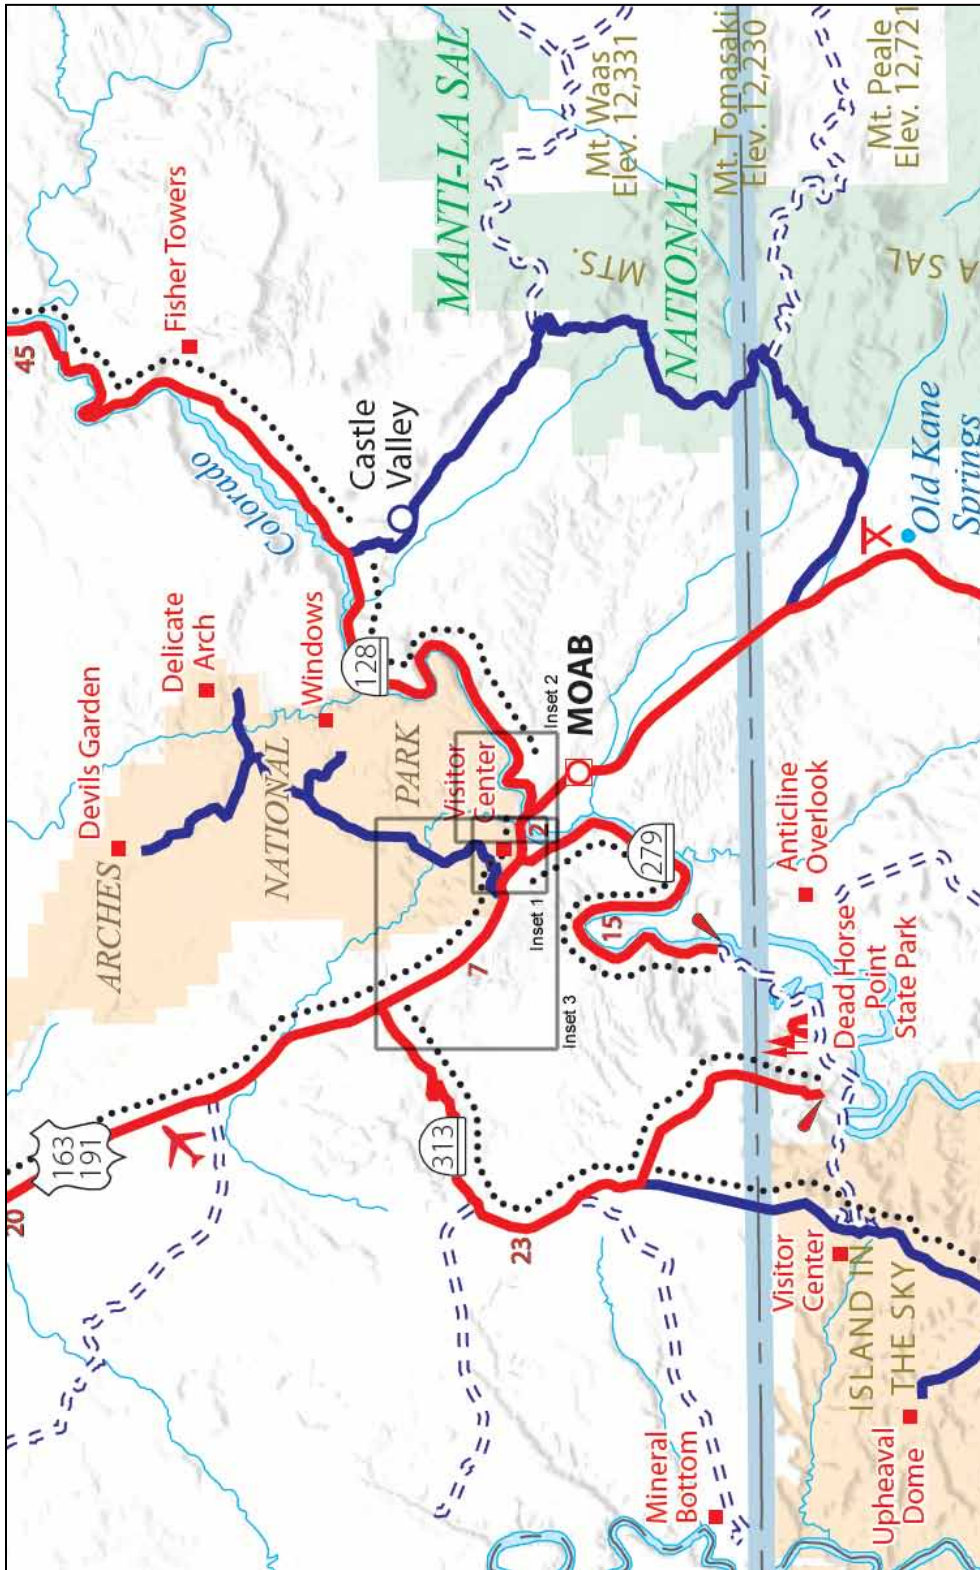 45
Fisher Towers
MANTI-LA SAL
Mt. Waas
Elev. 12,331
Mt. Tomasaki
Elev. 12,230
Mt. Peale
Elev. 12,721
MTS.
NATIONAL
A SAL
Colorado
Castle
Valley
Old Kane
Springs
Devils Garden
Delicate
Arch
Windows
128
ARCHES
NATIONAL
PARK
Visitor
Center
Inset 2
MOAB
2
Inset 1
279
Anticline
Overlook
163
191
20
7
Inset 3
15
Dead Horse
Point
State Park
313
23
Visitor
Center
ISLAND IN
THE SKY
Mineral
Bottom
Upheaval
Dome